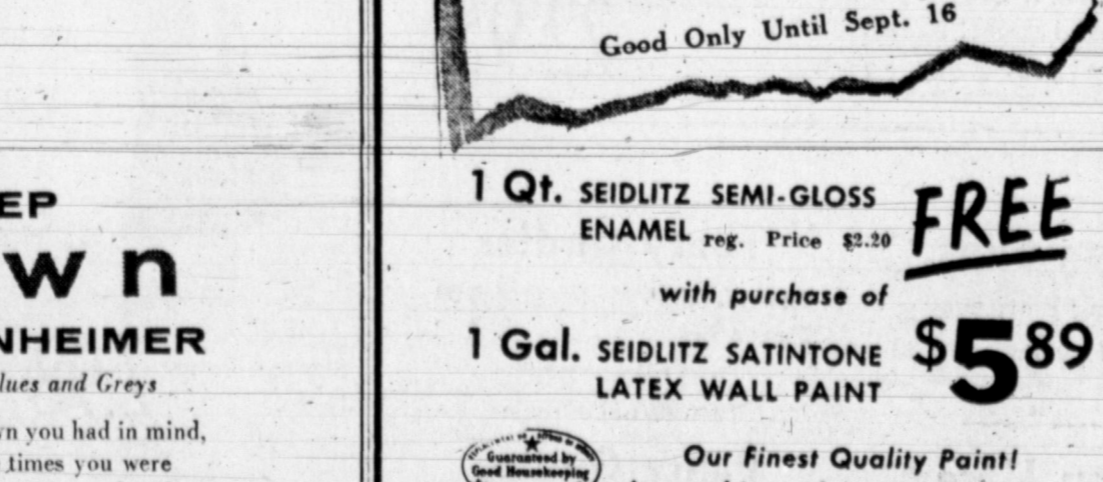 EP
wn
NHEIMER
lues and Greys
n you had in mind,
times you were
Good Only Until Sept. 16
1 Qt. SEIDLITZ SEMI-GLOSS
ENAMEL reg. Price $2.20
FREE
with purchase of
1 Gal. SEIDLITZ SATINTONE
LATEX WALL PAINT
$5 89
Guaranteed by
Good Housekeeping
Our Finest Quality Paint!